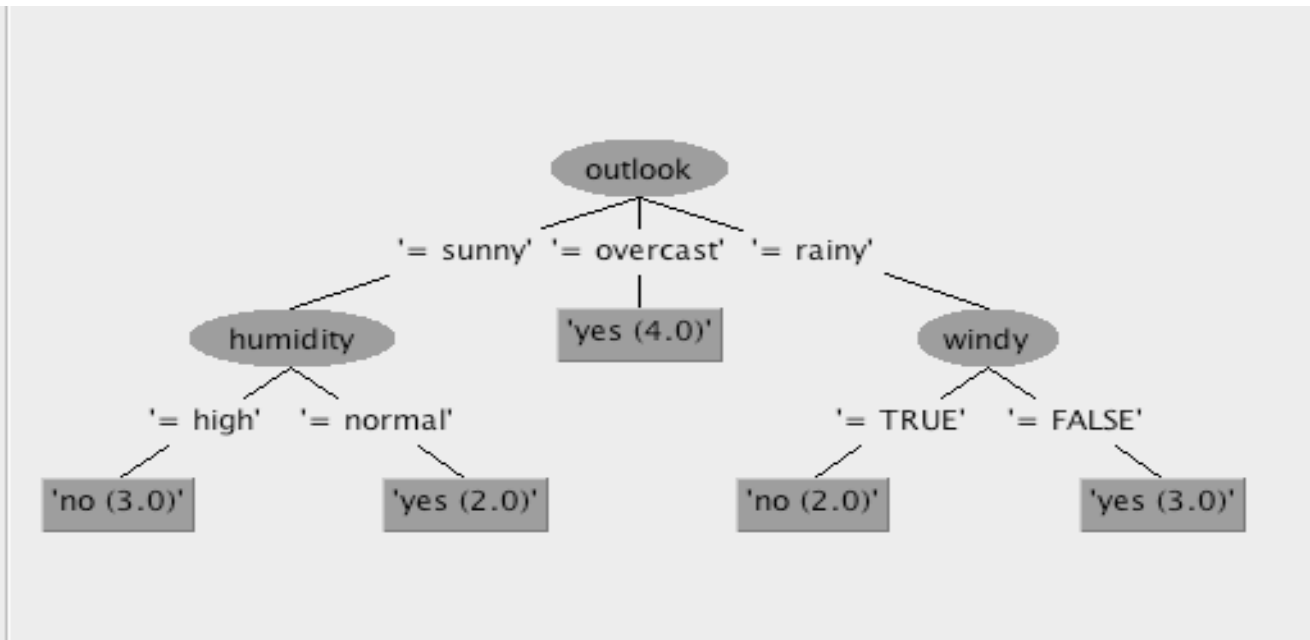 outlook
'= sunny' '= overcast' '= rainy'
humidity 'yes (4.0)' windy
'= high' '= normal' '= TRUE' '= FALSE'
'no (3.0)' 'yes (2.0)' 'no (2.0)' 'yes (3.0)'